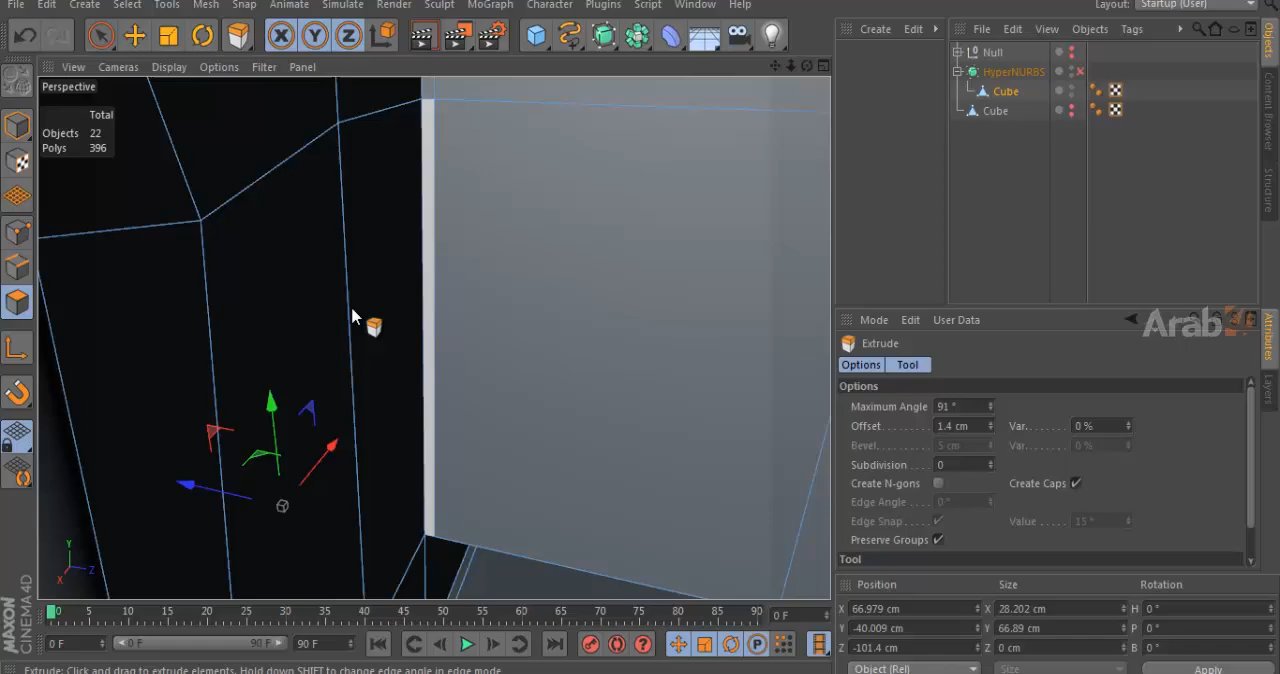 File Edit Create Select Tools Mesh Snap Animate Simulate Render Sculpt MoGraph Character Plugins Script Window Help Layout: Startup (User)
Create Edit File Edit View Objects Tags
View Cameras Display Options Filter Panel
Perspective
Total
Objects 22
Polys 396
Null
HyperNURBS
Cube
Cube
Objects
Content Browser
Structure
Mode Edit User Data
Arab
Extrude
Options Tool
Options
Maximum Angle 91 °
Offset 1.4 cm Var. 0 %
Bevel 5 cm Var. 0 %
Subdivision 0
Create N-gons Create Caps
Edge Angle 0 °
Edge Snap Value 15 °
Preserve Groups
Tool
Attributes
Layers
Position Size Rotation
X 66.979 cm X 28.202 cm H 0 °
Y -40.009 cm Y 66.89 cm P 0 °
Z -101.4 cm Z 0 cm B 0 °
Object (Rel) Size Apply
Y
X
Z
0 5 10 15 20 25 30 35 40 45 50 55 60 65 70 75 80 85 90 0 F
0 F 0 F 90 F 90 F
MAXON
CINEMA 4D
Extrude: Click and drag to extrude elements. Hold down SHIFT to change edge angle in edge mode.